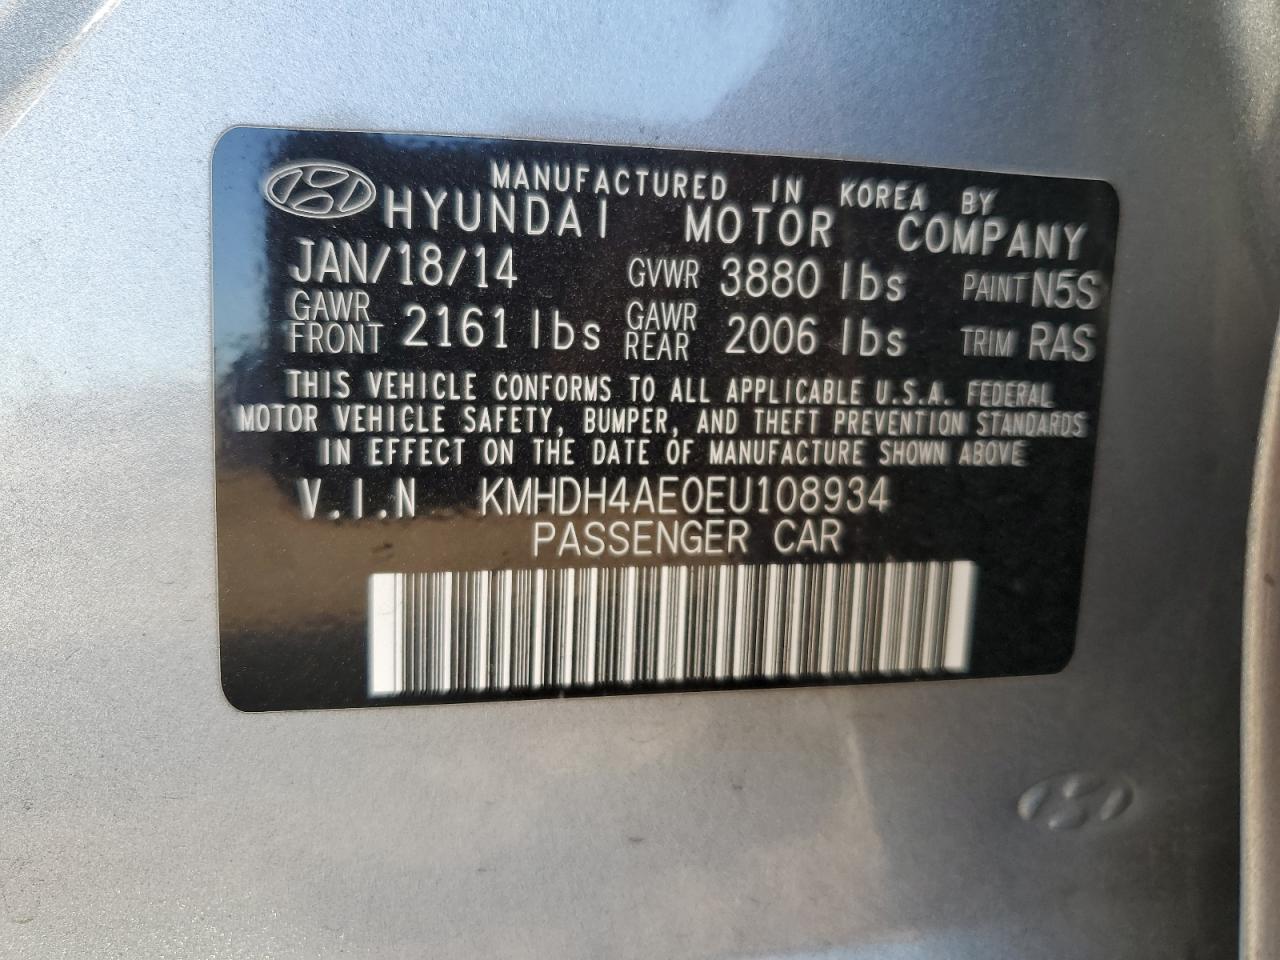 MANUFACTURED IN KOREA BY
HYUNDAI MOTOR COMPANY
JAN/18/14 GVWR 3880 lbs PAINT N5S
GAWR FRONT 2161 lbs GAWR REAR 2006 lbs TRIM RAS
THIS VEHICLE CONFORMS TO ALL APPLICABLE U.S.A. FEDERAL
MOTOR VEHICLE SAFETY, BUMPER, AND THEFT PREVENTION STANDARDS
IN EFFECT ON THE DATE OF MANUFACTURE SHOWN ABOVE
V.I.N KMHDH4AE0EU108934
PASSENGER CAR